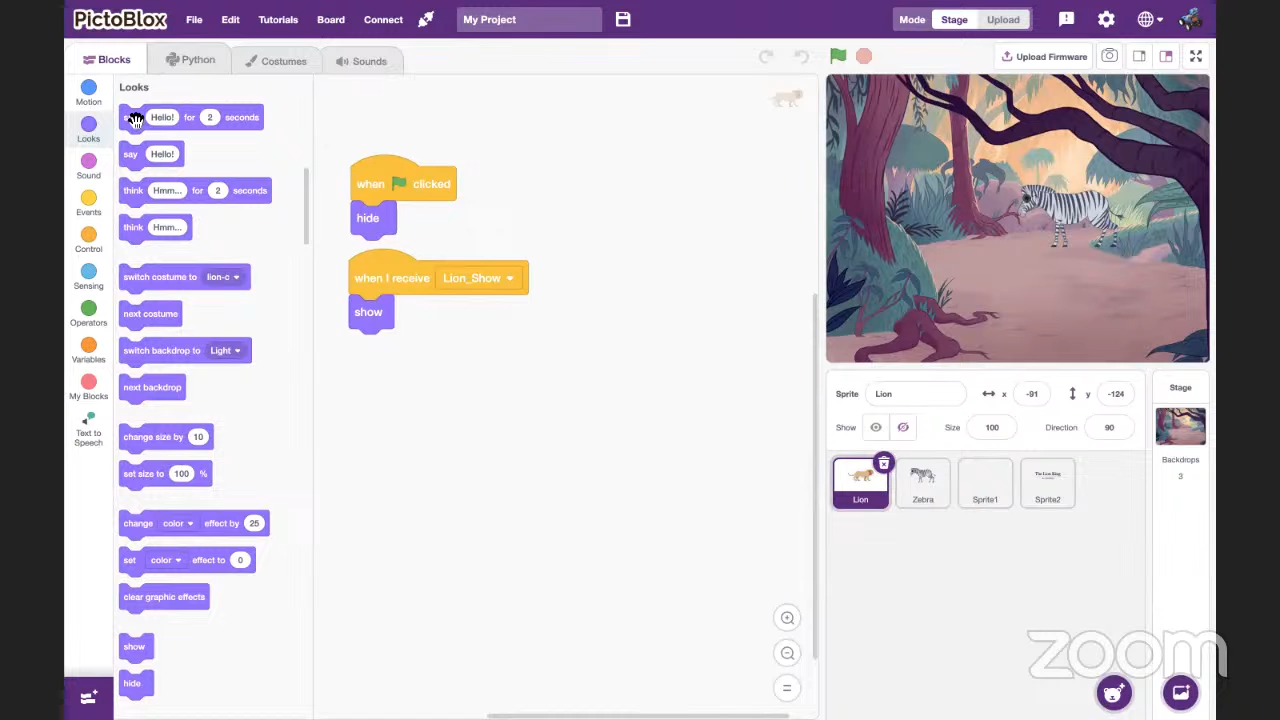 PictoBlox File Edit Tutorials Board Connect My Project Mode Stage Upload
Blocks Python Costumes Sounds Upload Firmware
Motion
Looks
Sound
Events
Control
Sensing
Operators
Variables
My Blocks
Text to
Speech
Looks
Hello! for 2 seconds
say Hello!
think Hmm... for 2 seconds
think Hmm...
switch costume to lion-c
next costume
switch backdrop to Light
next backdrop
change size by 10
set size to 100 %
change color effect by 25
set color effect to 0
clear graphic effects
show
hide
when clicked
hide
when I receive Lion_Show
show
Sprite Lion x -91 y -124
Show Size 100 Direction 90
Lion Zebra Sprite1 Sprite2
The Lion King
Stage
Backdrops
3
zoom